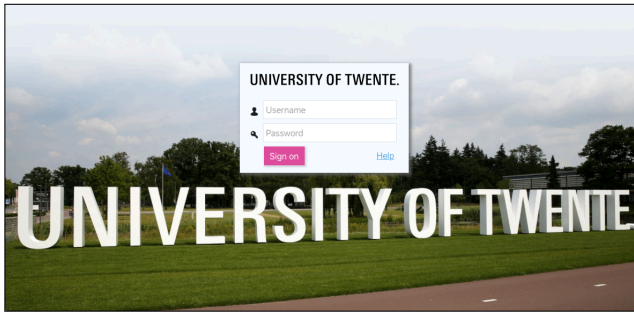 UNIVERSITY OF TWENTE.
Username
Password
Sign on
Help
UNIVERSITY OF TWENTE.